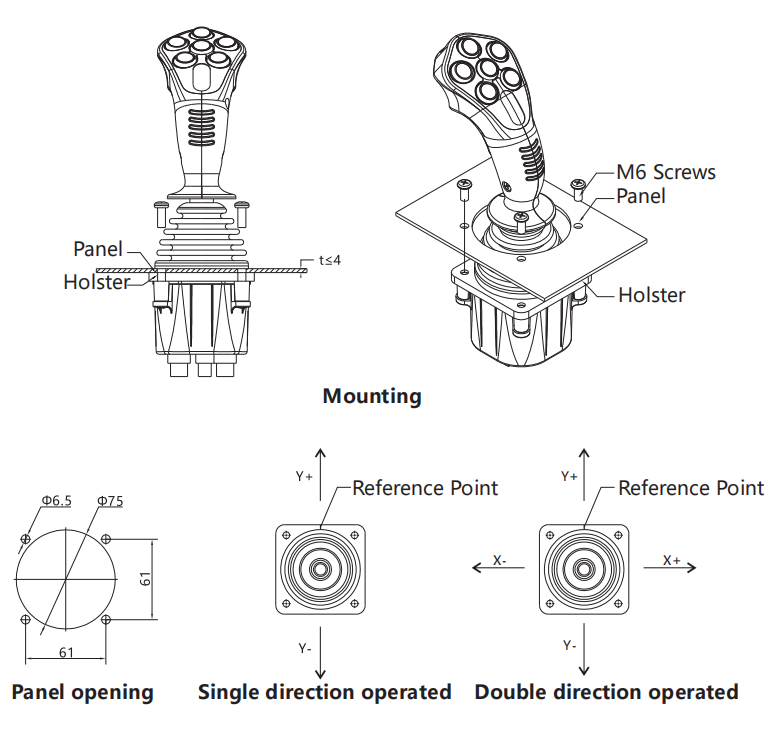 M6 Screws
Panel
Panel
t≤4
Holster
Holster
Mounting
Y+
Reference Point
Y+
Reference Point
Φ6.5
Φ75
X-
X+
61
61
Y-
Y-
Panel opening
Single direction operated
Double direction operated